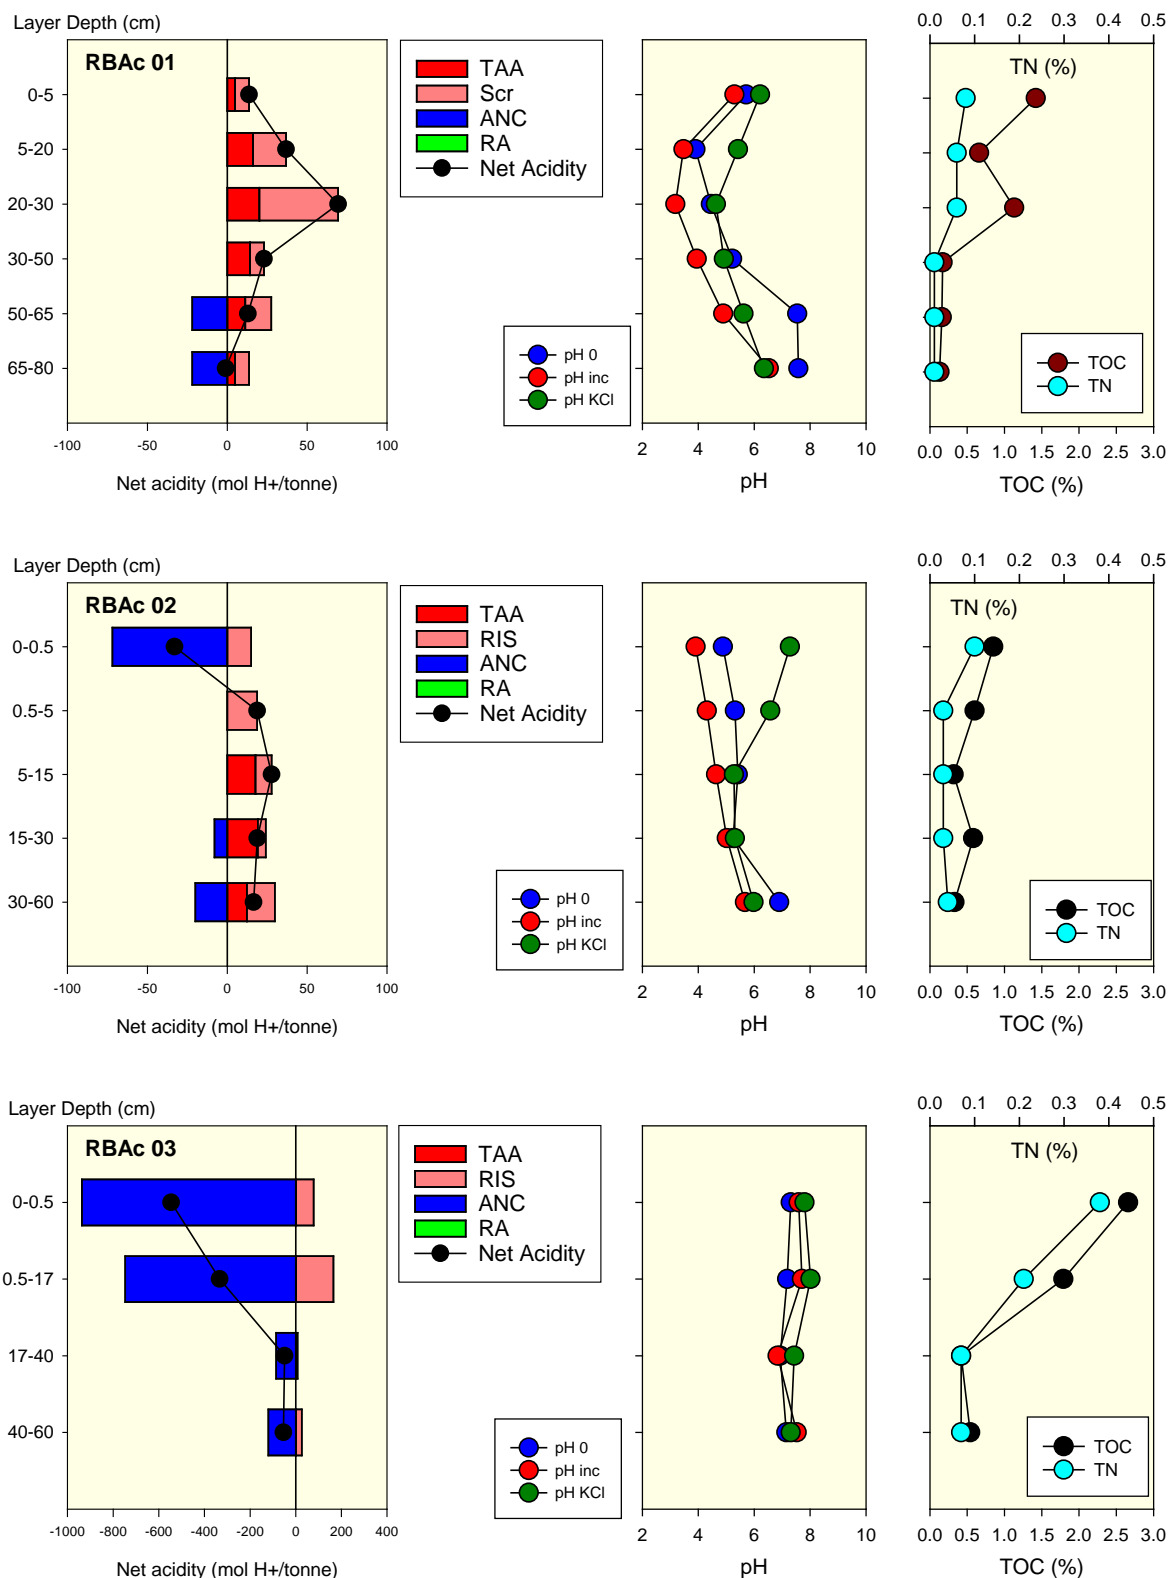 Layer Depth (cm)
RBAc 01
0-5
5-20
20-30
30-50
50-65
65-80
-100 -50 0 50 100
Net acidity (mol H+/tonne)
TAA
Scr
ANC
RA
Net Acidity
pH 0
pH inc
pH KCl
2 4 6 8 10
pH
0.0 0.1 0.2 0.3 0.4 0.5
TN (%)
TOC
TN
0.0 0.5 1.0 1.5 2.0 2.5 3.0
TOC (%)
Layer Depth (cm)
RBAc 02
0-0.5
0.5-5
5-15
15-30
30-60
-100 -50 0 50 100
Net acidity (mol H+/tonne)
TAA
RIS
ANC
RA
Net Acidity
pH 0
pH inc
pH KCl
2 4 6 8 10
pH
0.0 0.1 0.2 0.3 0.4 0.5
TN (%)
TOC
TN
0.0 0.5 1.0 1.5 2.0 2.5 3.0
TOC (%)
Layer Depth (cm)
RBAc 03
0-0.5
0.5-17
17-40
40-60
-1000 -800 -600 -400 -200 0 200 400
Net acidity (mol H+/tonne)
TAA
RIS
ANC
RA
Net Acidity
pH 0
pH inc
pH KCl
2 4 6 8 10
pH
0.0 0.1 0.2 0.3 0.4 0.5
TN (%)
TOC
TN
0.0 0.5 1.0 1.5 2.0 2.5 3.0
TOC (%)